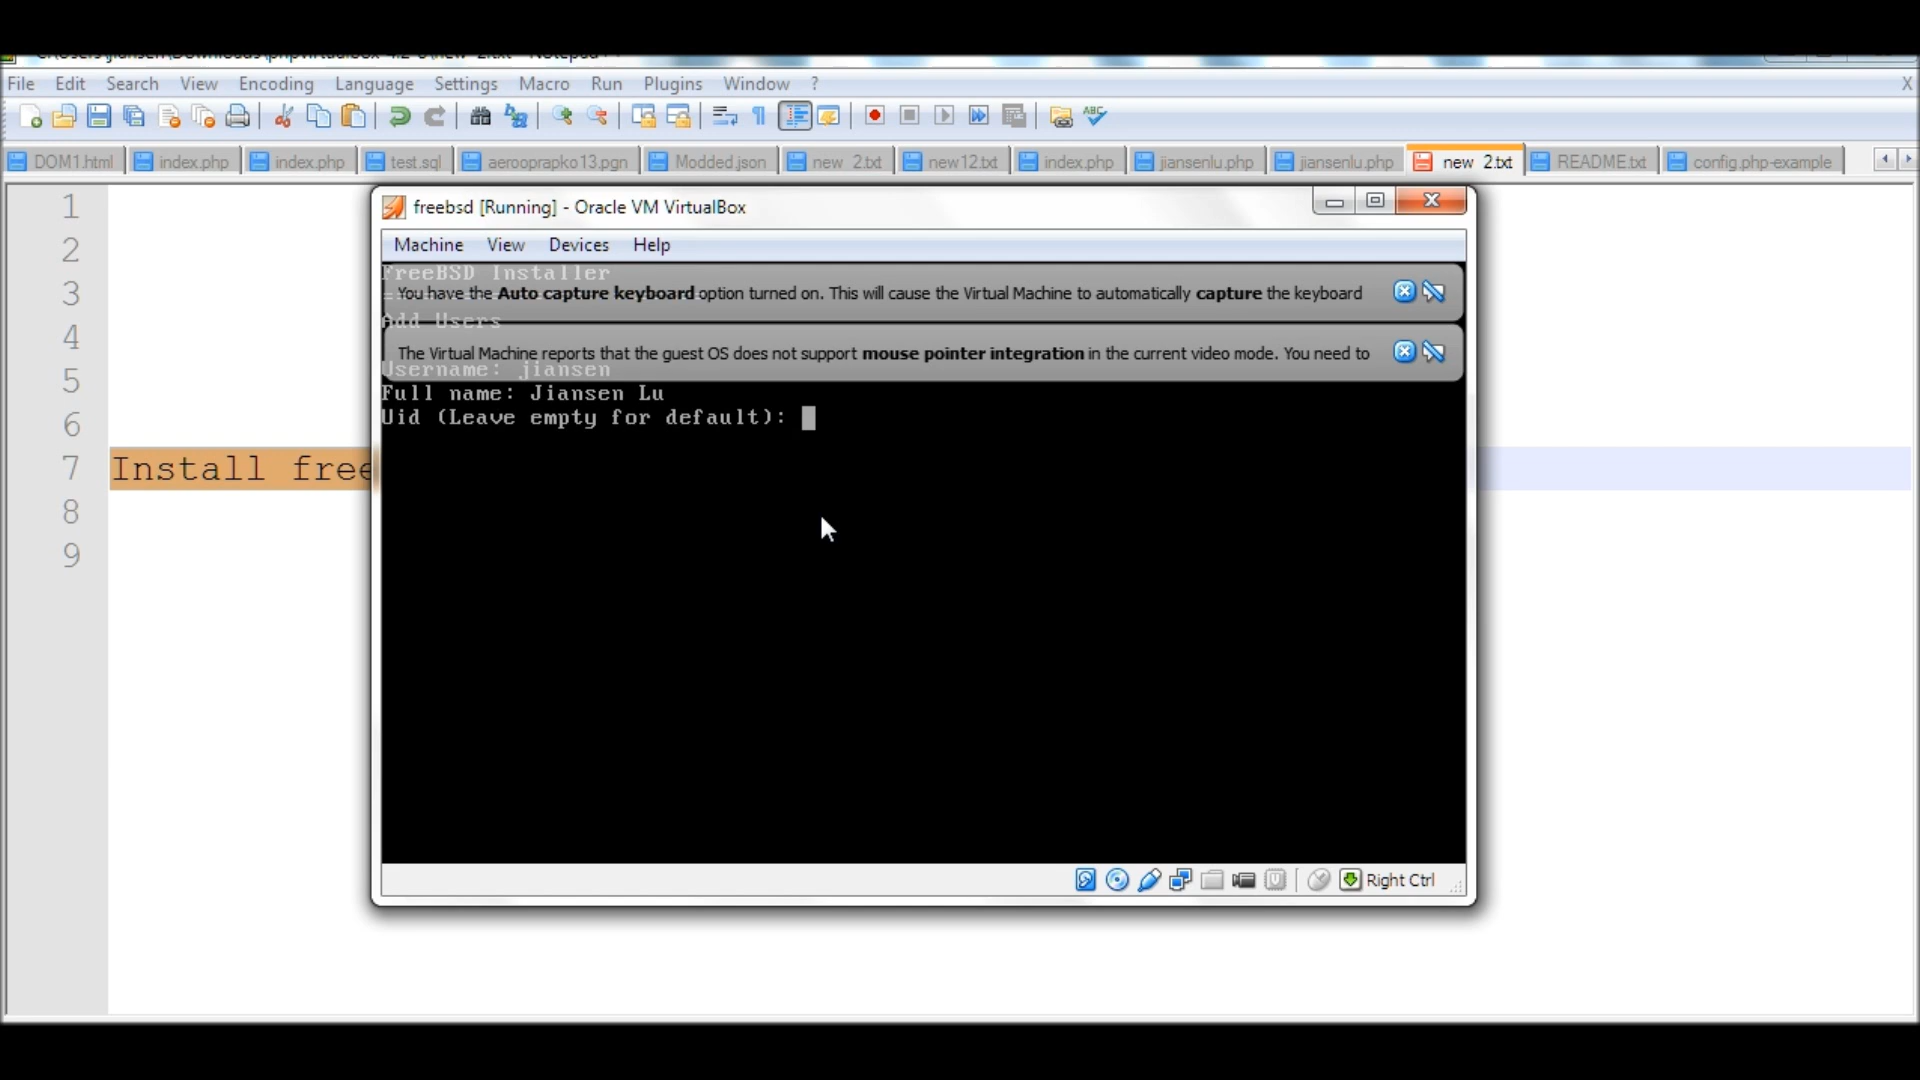 File Edit Search View Encoding Language Settings Macro Run Plugins Window ? X
DOM1.html index.php index.php test.sql aerooprapko13.pgn Modded.json new 2.txt new12.txt index.php jiansenlu.php jiansenlu.php new 2.txt README.txt config.php-example
1
2
3
4
5
6
7 Install free
8
9
freebsd [Running] - Oracle VM VirtualBox
Machine View Devices Help
FreeBSD Installer
You have the Auto capture keyboard option turned on. This will cause the Virtual Machine to automatically capture the keyboard
Add Users
The Virtual Machine reports that the guest OS does not support mouse pointer integration in the current video mode. You need to
Username: jiansen
Full name: Jiansen Lu
Uid (Leave empty for default):
Right Ctrl